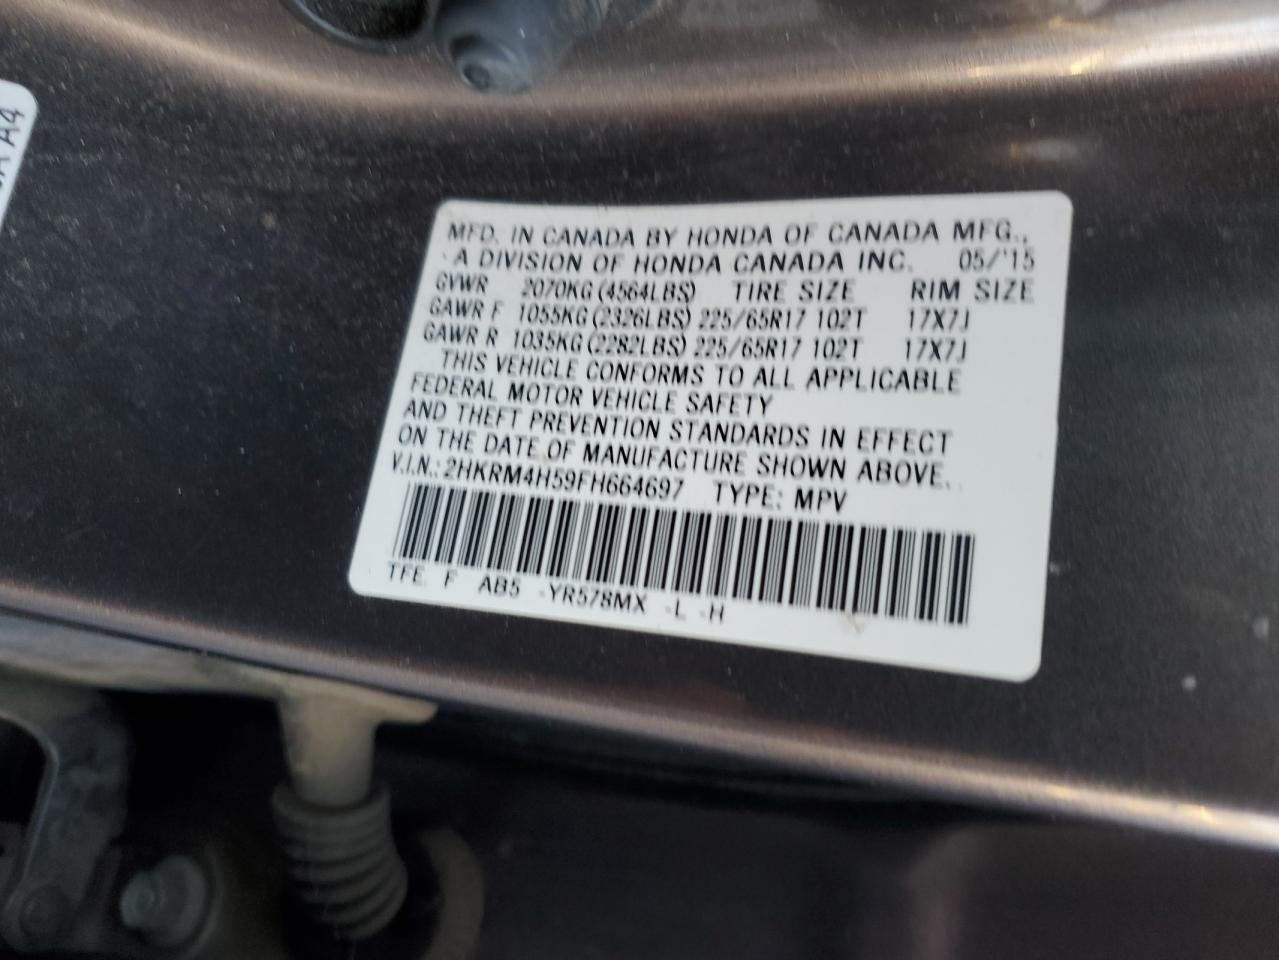 A4
MFD. IN CANADA BY HONDA OF CANADA MFG.,
A DIVISION OF HONDA CANADA INC. 05/'15
GVWR 2070KG (4564LBS) TIRE SIZE RIM SIZE
GAWR F 1055KG (2326LBS) 225/65R17 102T 17X7J
GAWR R 1035KG (2282LBS) 225/65R17 102T 17X7J
THIS VEHICLE CONFORMS TO ALL APPLICABLE
FEDERAL MOTOR VEHICLE SAFETY
AND THEFT PREVENTION STANDARDS IN EFFECT
ON THE DATE OF MANUFACTURE SHOWN ABOVE.
V.I.N.: 2HKRM4H59FH664697 TYPE: MPV
TFE. F AB5 -YR578MX -L -H